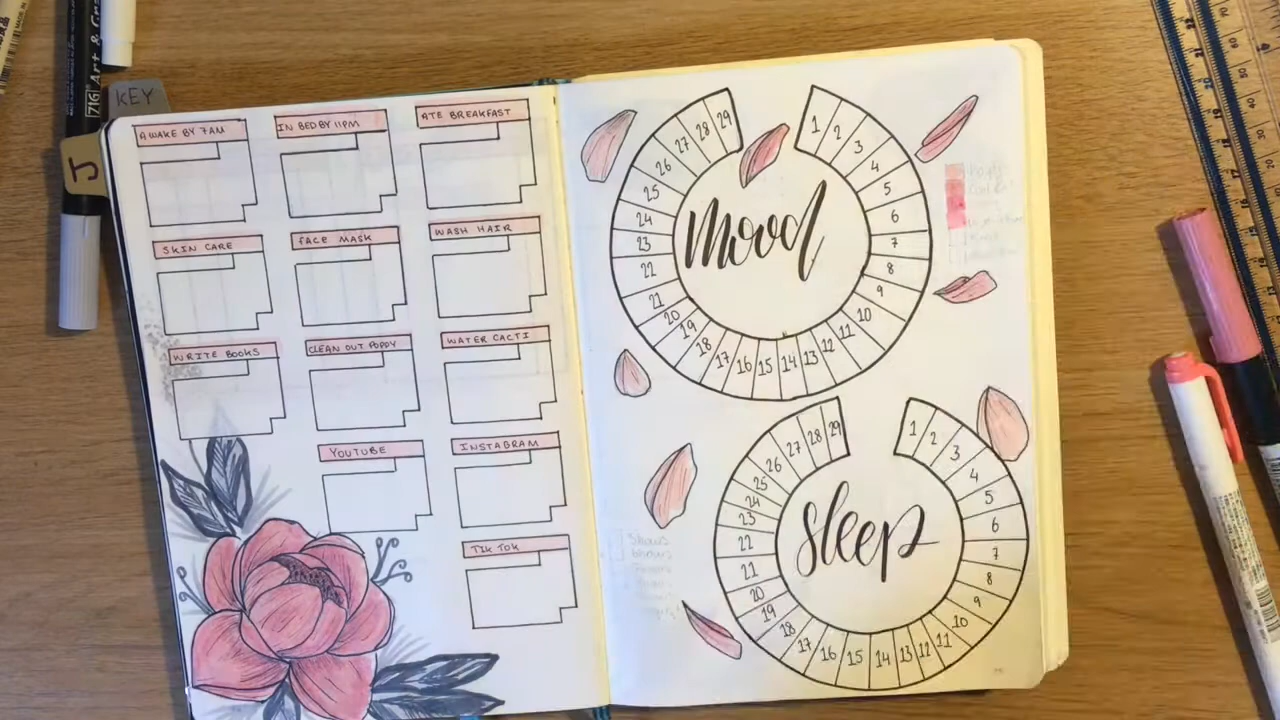 KEY
J
ZIG Art & Cra
AWAKE BY 7AM
IN BED BY 11PM
ATE BREAKFAST
SKIN CARE
FACE MASK
WASH HAIR
WRITE BOOKS
CLEAN OUT POPPY
WATER CACTI
YOUTUBE
INSTAGRAM
TIK TOK
Mood
1 2 3 4 5 6 7 8 9 10 11 12 13 14 15 16 17 18 19 20 21 22 23 24 25 26 27 28 29
sleep
1 2 3 4 5 6 7 8 9 10 11 12 13 14 15 16 17 18 19 20 21 22 23 24 25 26 27 28 29